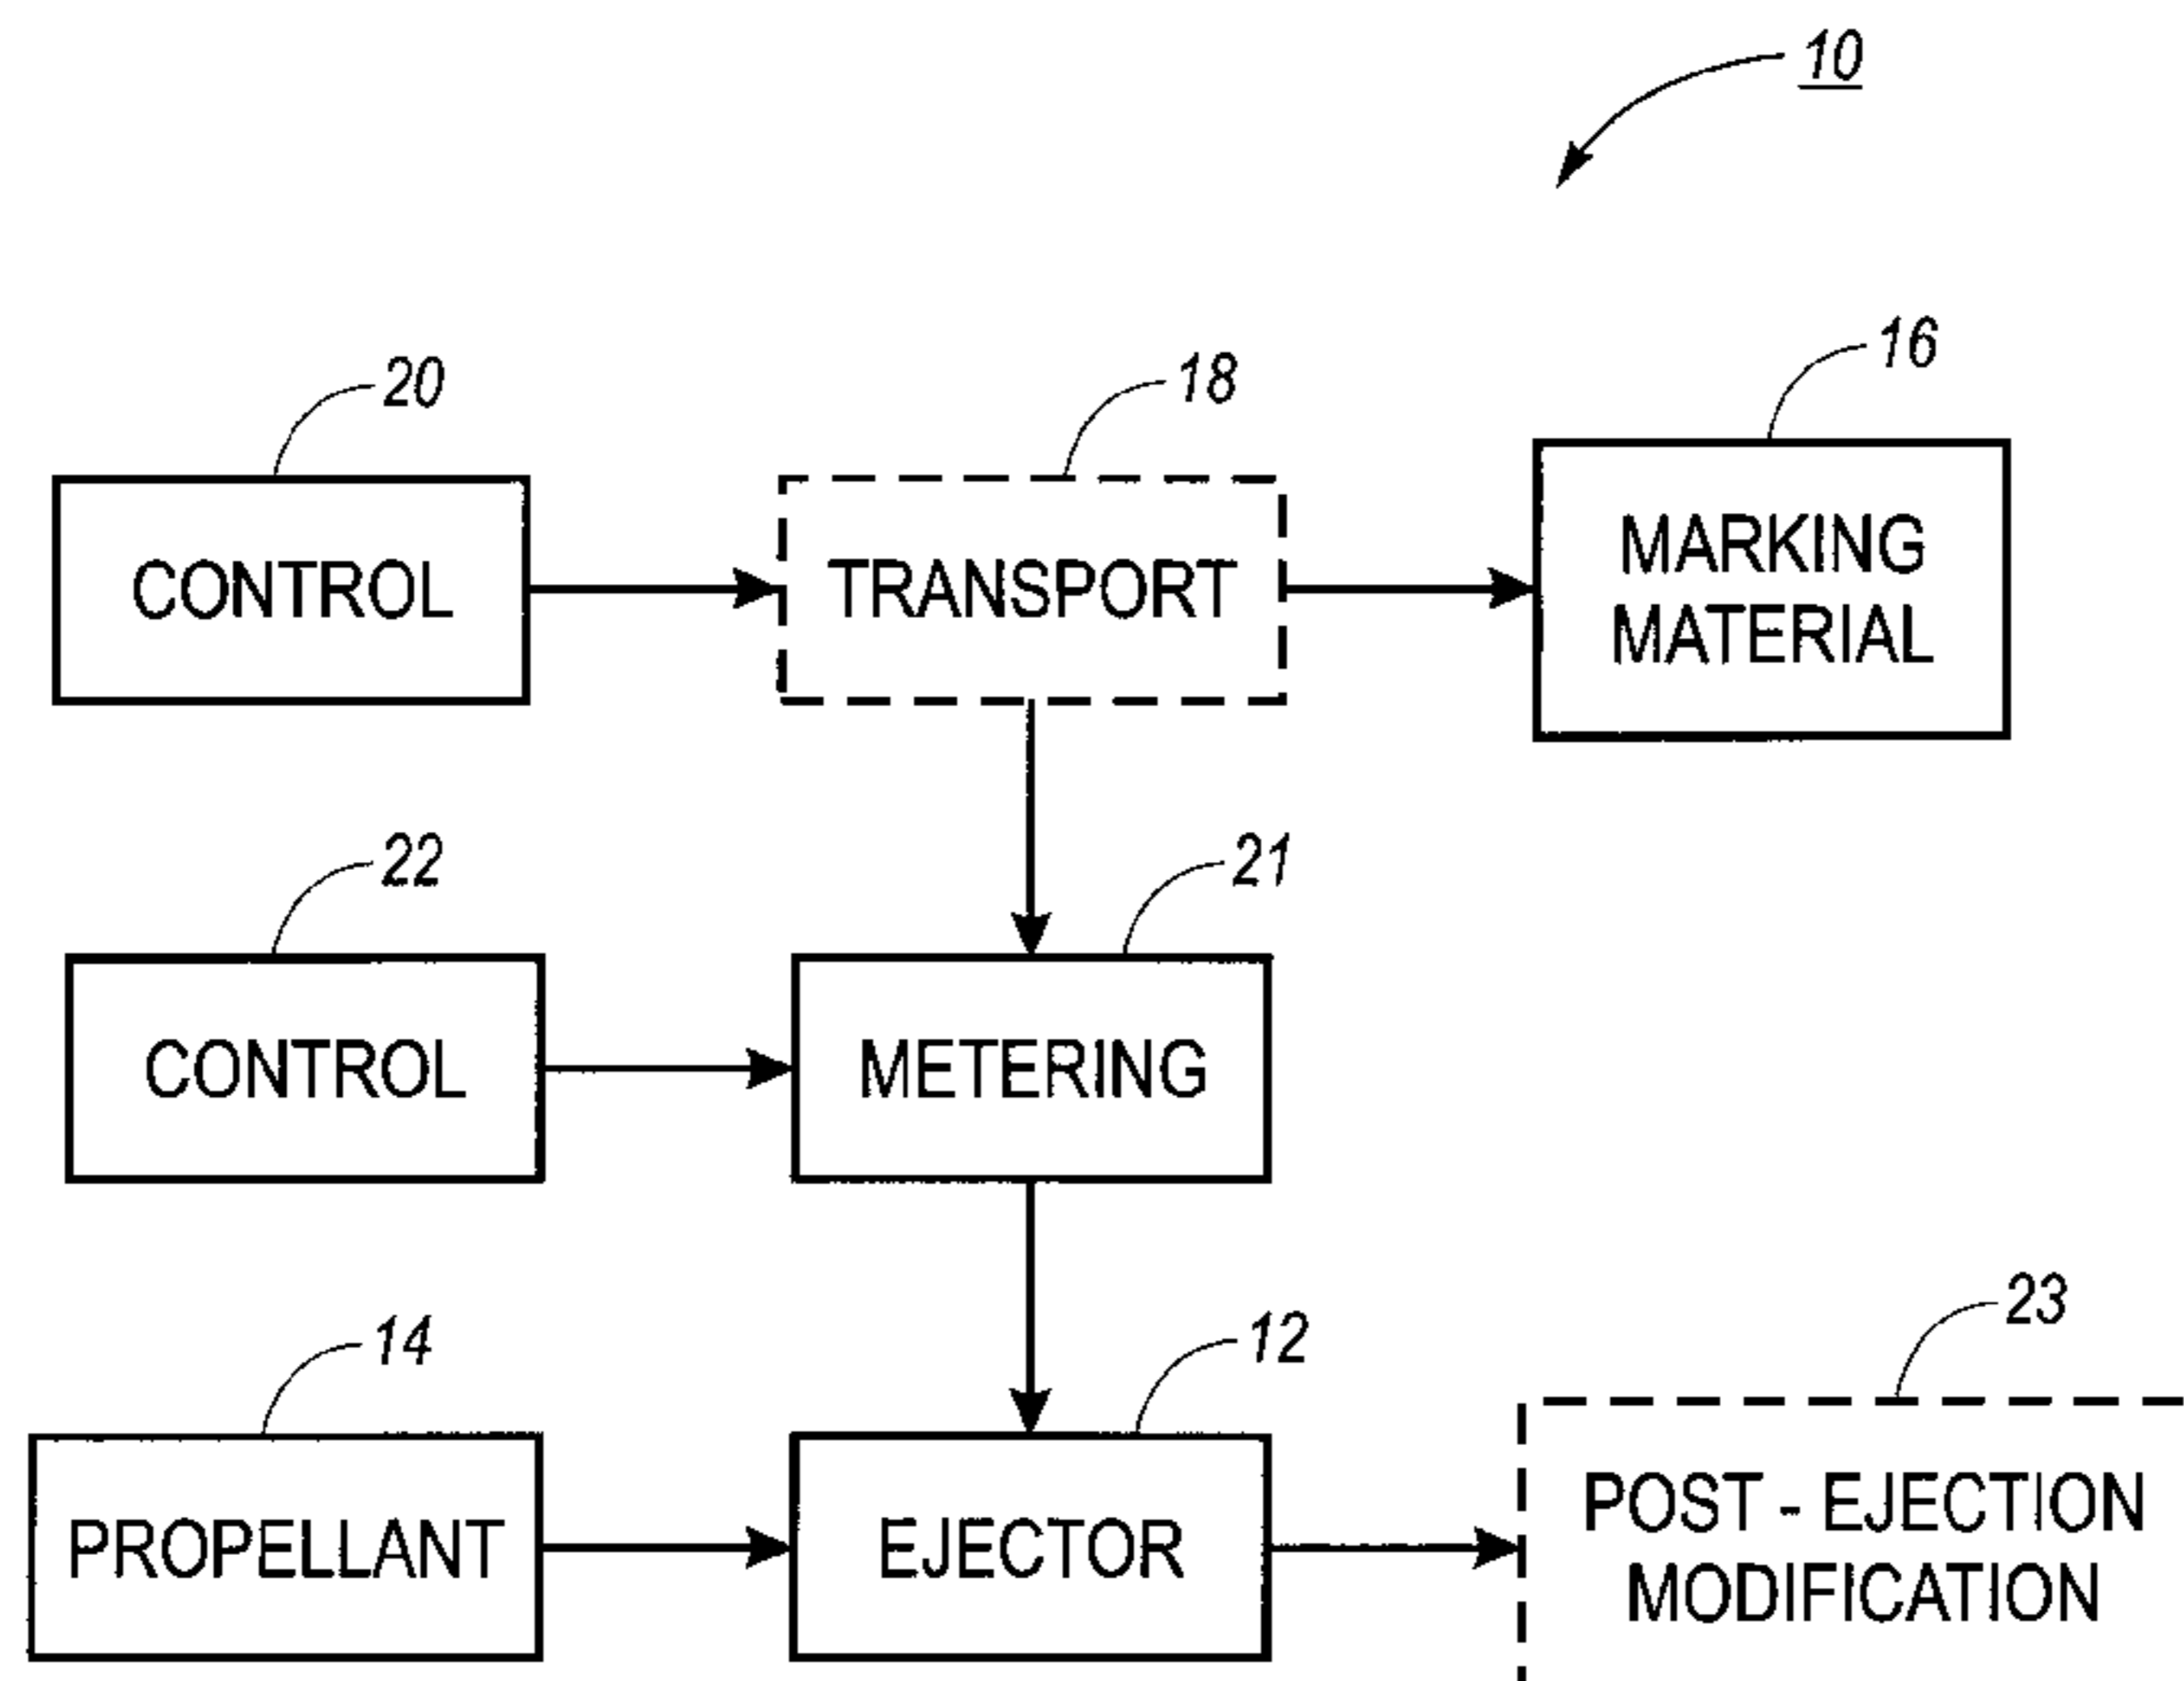 10
20
18
16
CONTROL
TRANSPORT
MARKING
MATERIAL
22
21
CONTROL
METERING
14
12
23
PROPELLANT
EJECTOR
POST - EJECTION
MODIFICATION